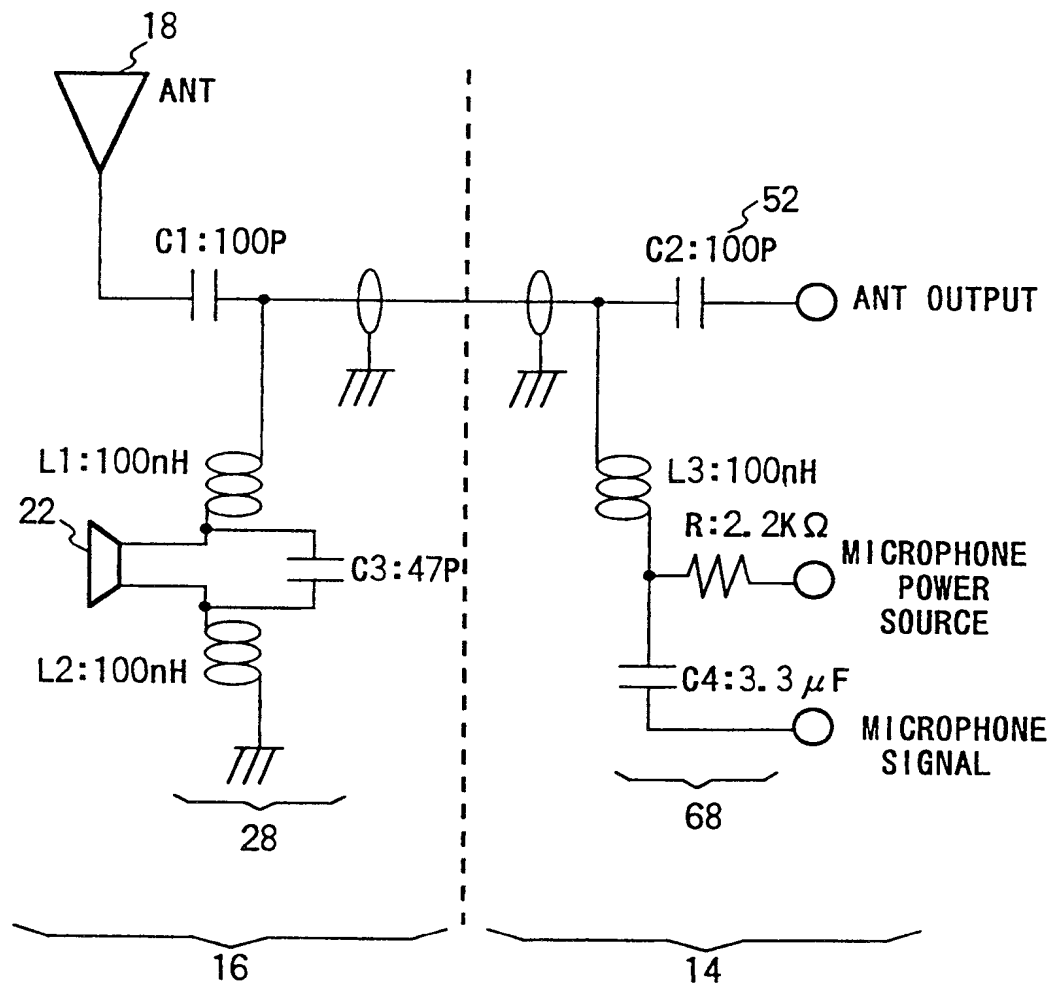 18
ANT
C1:100P
52
C2:100P
ANT OUTPUT
L1:100nH
22
C3:47P
L2:100nH
L3:100nH
R:2.2KΩ
MICROPHONE
POWER
SOURCE
C4:3.3μF
MICROPHONE
SIGNAL
28
68
16
14